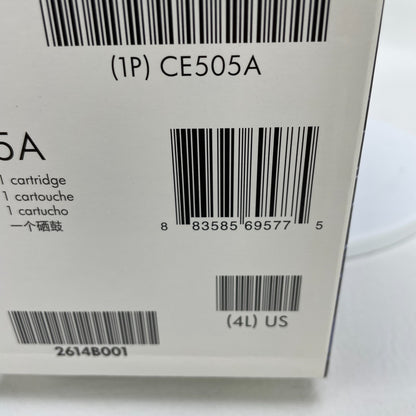 (1P) CE505A
5A
1 cartridge
1 cartouche
1 cartucho
一个硒鼓
8 83585 69577 5
(4L) US
2614B001